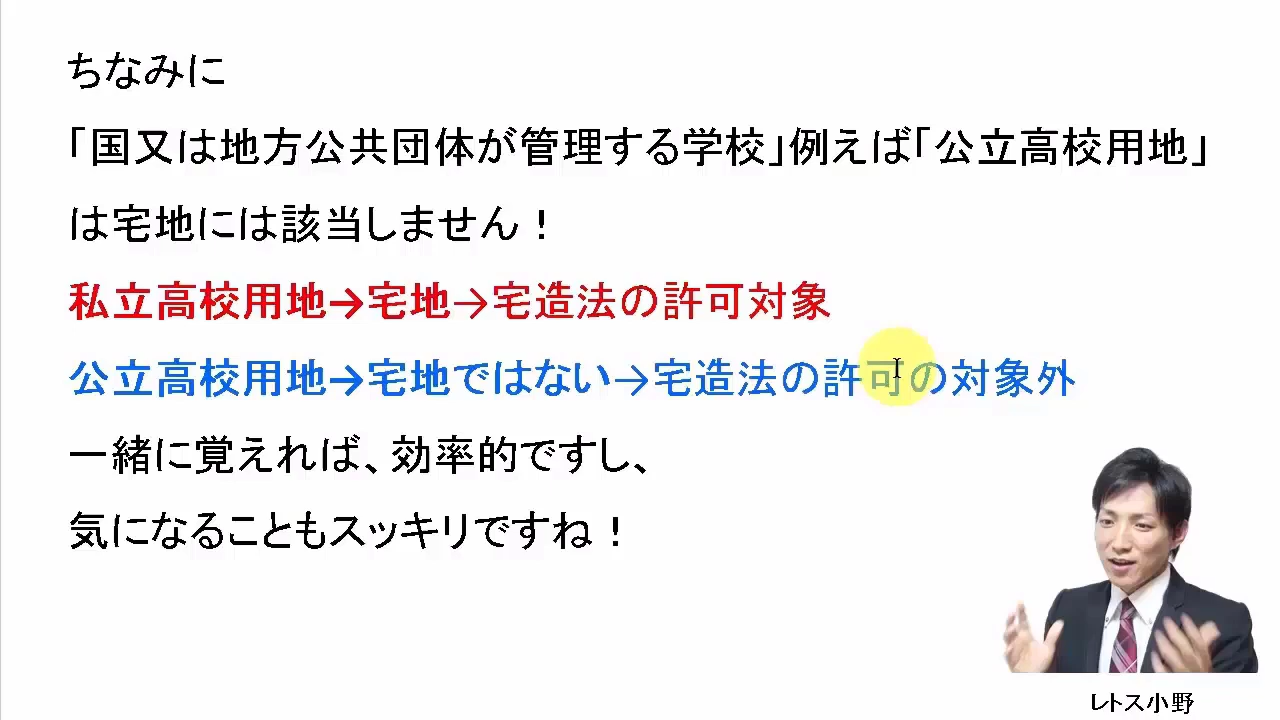 ちなみに
「国又は地方公共団体が管理する学校」例えば「公立高校用地」
は宅地には該当しません！
私立高校用地→宅地→宅造法の許可対象
公立高校用地→宅地ではない→宅造法の許可の対象外
一緒に覚えれば、効率的ですし、
気になることもスッキリですね！
レトス小野